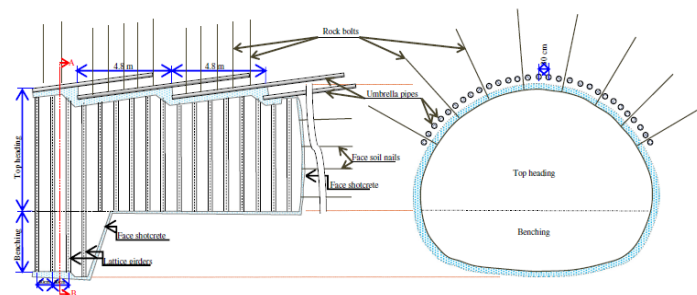 Rock bolts
A
4.8 m
4.8 m
Umbrella pipes
Top heading
Face soil nails
Face shotcrete
Top heading
Face shotcrete
Benching
Benching
Lattice girders
B